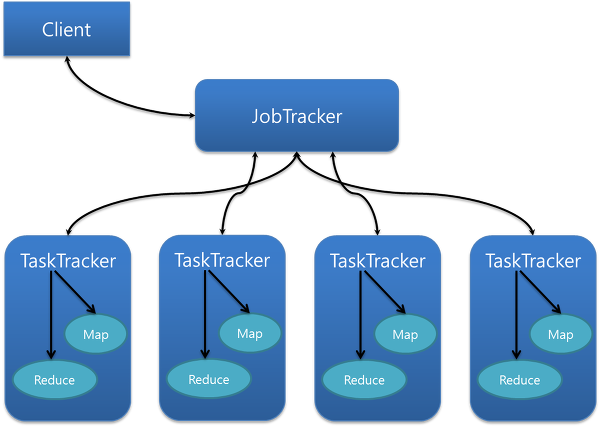 Client
JobTracker
TaskTracker
Map
Reduce
TaskTracker
Map
Reduce
TaskTracker
Map
Reduce
TaskTracker
Map
Reduce